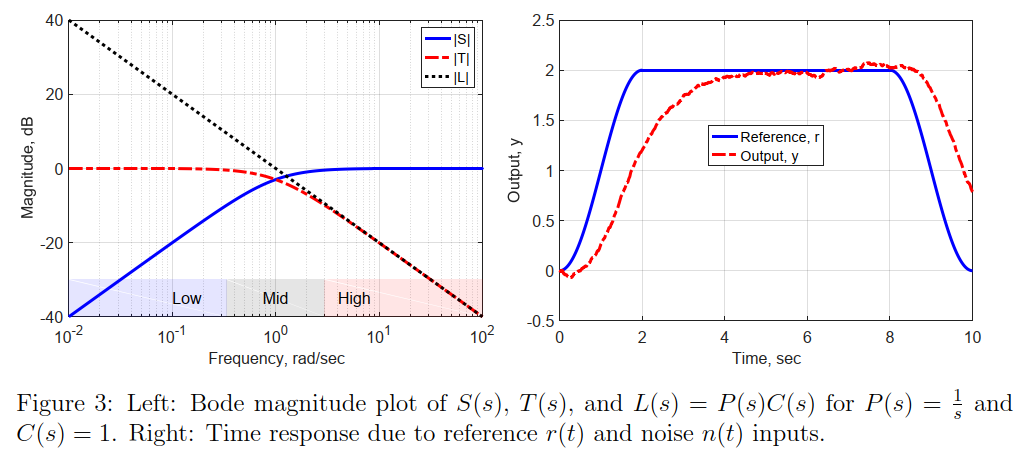 40
20
0
-20
-40
Magnitude, dB
|S|
|T|
|L|
Low
Mid
High
10^-2
10^-1
10^0
10^1
10^2
Frequency, rad/sec
2.5
2
1.5
1
0.5
0
-0.5
Output, y
Reference, r
Output, y
0
2
4
6
8
10
Time, sec
Figure 3: Left: Bode magnitude plot of S(s), T(s), and L(s) = P(s)C(s) for P(s) = 1/s and
C(s) = 1. Right: Time response due to reference r(t) and noise n(t) inputs.